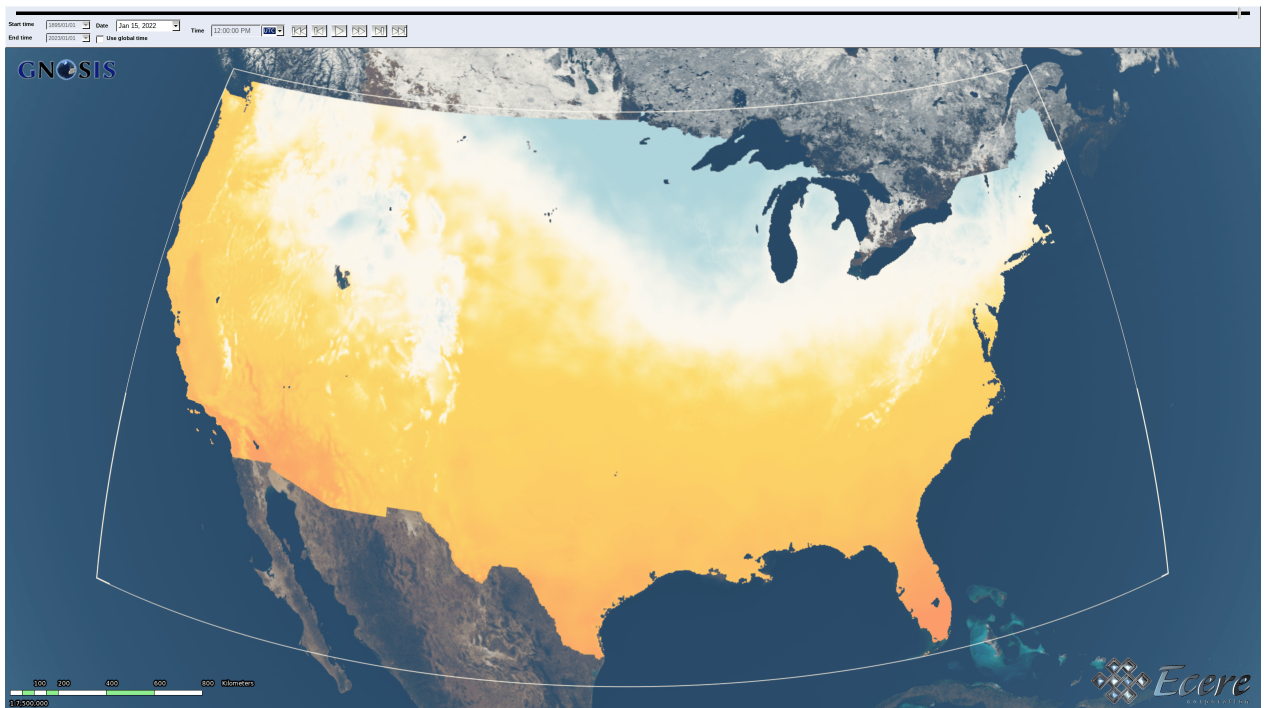 Start time 1895/01/01 Date Jan 15, 2022 Time 12:00:00 PM UTC
End time 2023/01/01 Use global time
GNOSIS
100 200 400 600 800 Kilometers
1:7,500,000
Ecere